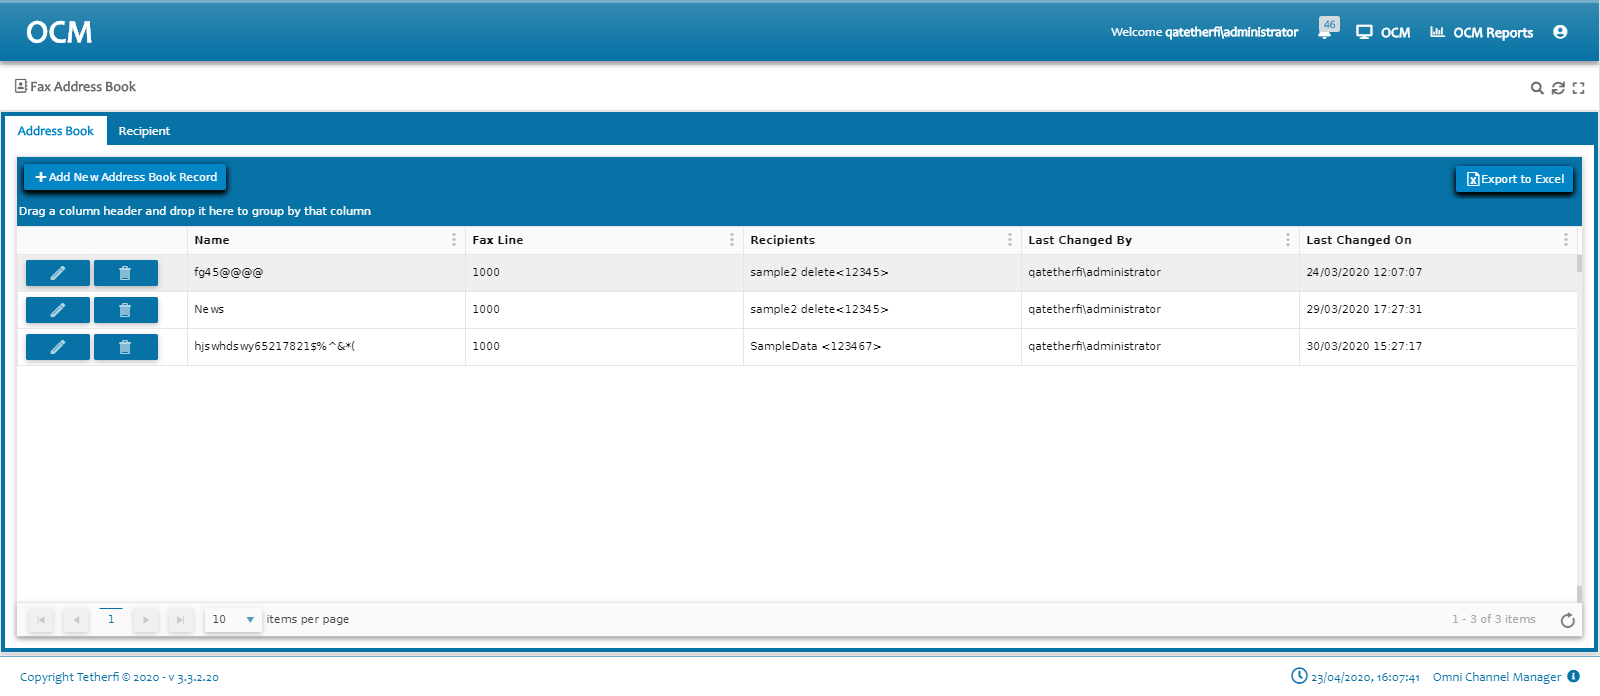 OCM
Welcome qatetherfi\administrator 46 OCM OCM Reports
Fax Address Book
Address Book Recipient
Add New Address Book Record Export to Excel
Drag a column header and drop it here to group by that column
Name Fax Line Recipients Last Changed By Last Changed On
fg45@@@@ 1000 sample2 delete<12345> qatetherfi\administrator 24/03/2020 12:07:07
News 1000 sample2 delete<12345> qatetherfi\administrator 29/03/2020 17:27:31
hjswhdswy65217821$%^&*( 1000 SampleData <123467> qatetherfi\administrator 30/03/2020 15:27:17
1 10 items per page 1 - 3 of 3 items
Copyright Tetherfi © 2020 - v 3.3.2.20 23/04/2020, 16:07:41 Omni Channel Manager